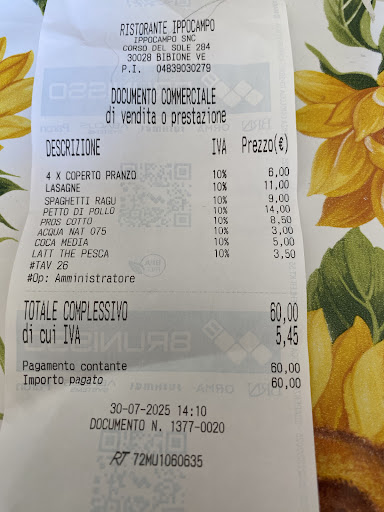 RISTORANTE IPPOCAMPO
IPPOCAMPO SNC
CORSO DEL SOLE 284
30028 BIBIONE VE
P.I. 04839030279
DOCUMENTO COMMERCIALE
di vendita o prestazione
DESCRIZIONE IVA Prezzo(€)
4 X COPERTO PRANZO 10% 6,00
LASAGNE 10% 11,00
SPAGHETTI RAGU 10% 9,00
PETTO DI POLLO 10% 14,00
PROS COTTO 10% 8,50
ACQUA NAT 075 10% 3,00
COCA MEDIA 10% 5,00
LATT THE PESCA 10% 3,50
#TAV 26
#Op: Amministratore
TOTALE COMPLESSIVO 60,00
di cui IVA 5,45
Pagamento contante 60,00
Importo pagato 60,00
30-07-2025 14:10
DOCUMENTO N. 1377-0020
RT 72MU1060635